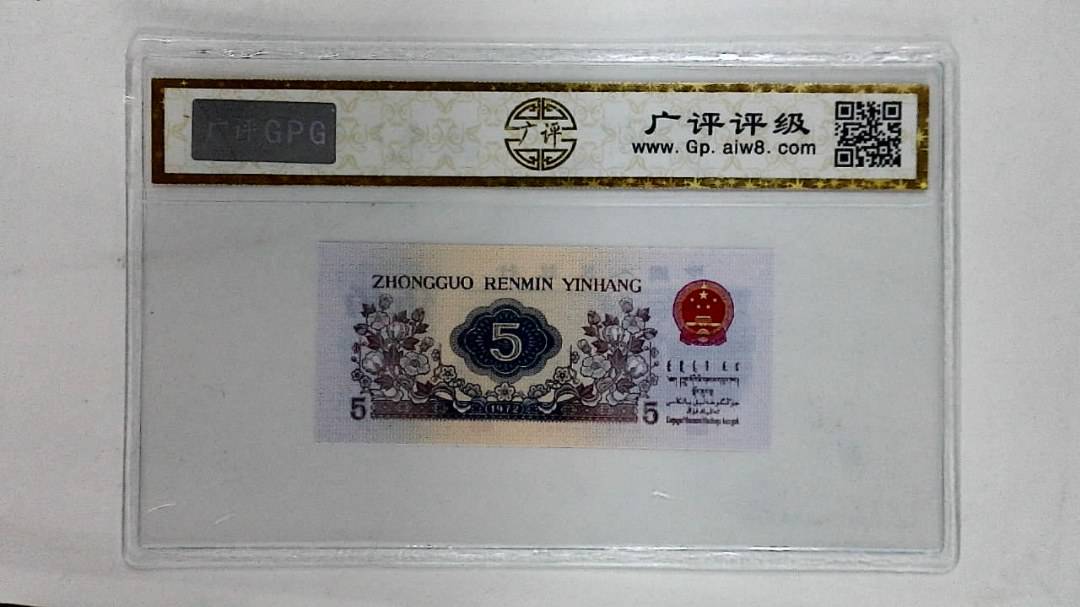 广评GPG
广评
广评评级
www.Gp.aiw8.com
ZHONGGUO RENMIN YINHANG
5
5
1972
5